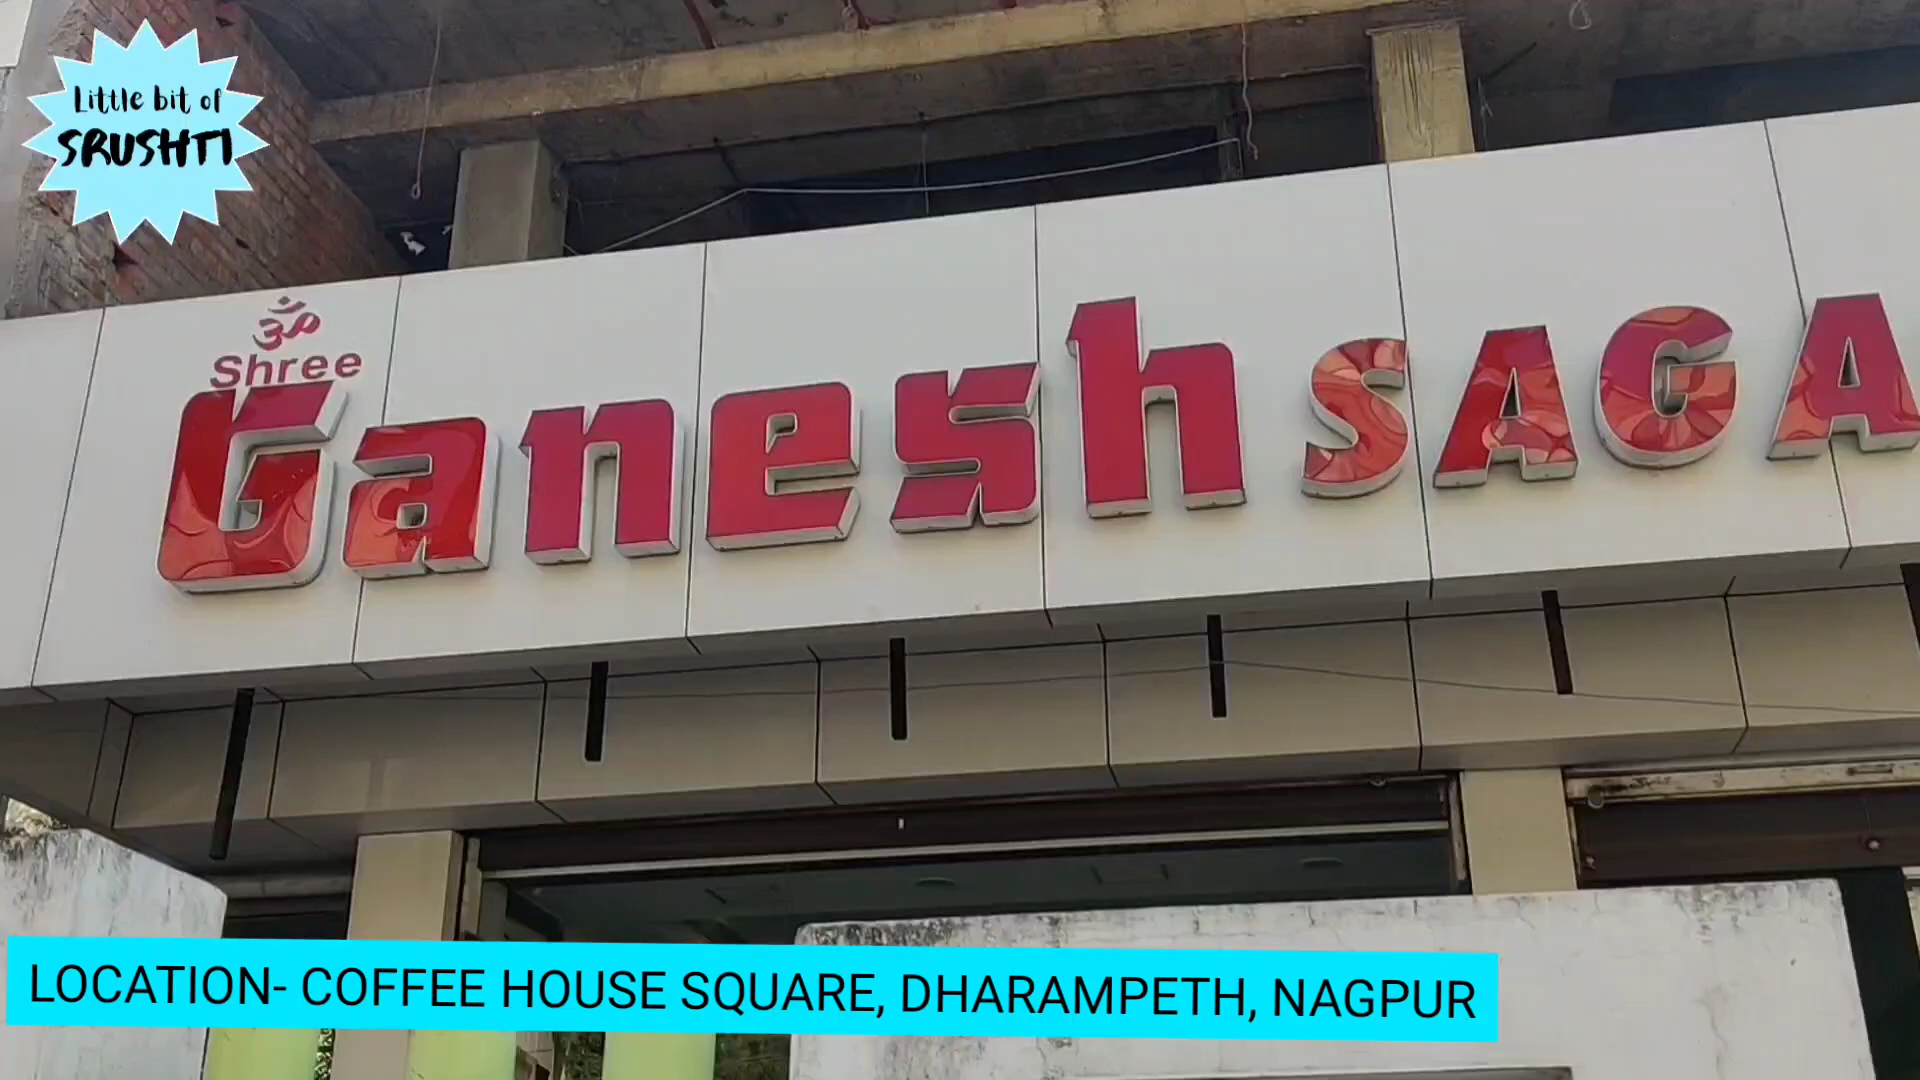 Little bit of
SRUSHTI
ॐ
Shree
Ganesh SAGA
LOCATION- COFFEE HOUSE SQUARE, DHARAMPETH, NAGPUR